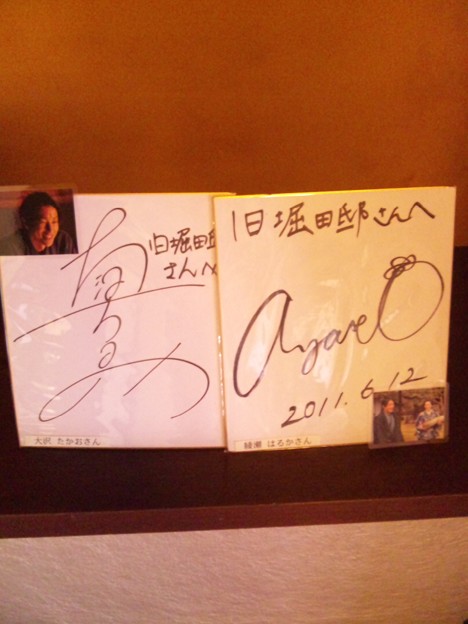 旧堀田邸
さんへ
大沢 たかおさん
旧堀田邸さんへ
2011.6.12
綾瀬 はるかさん